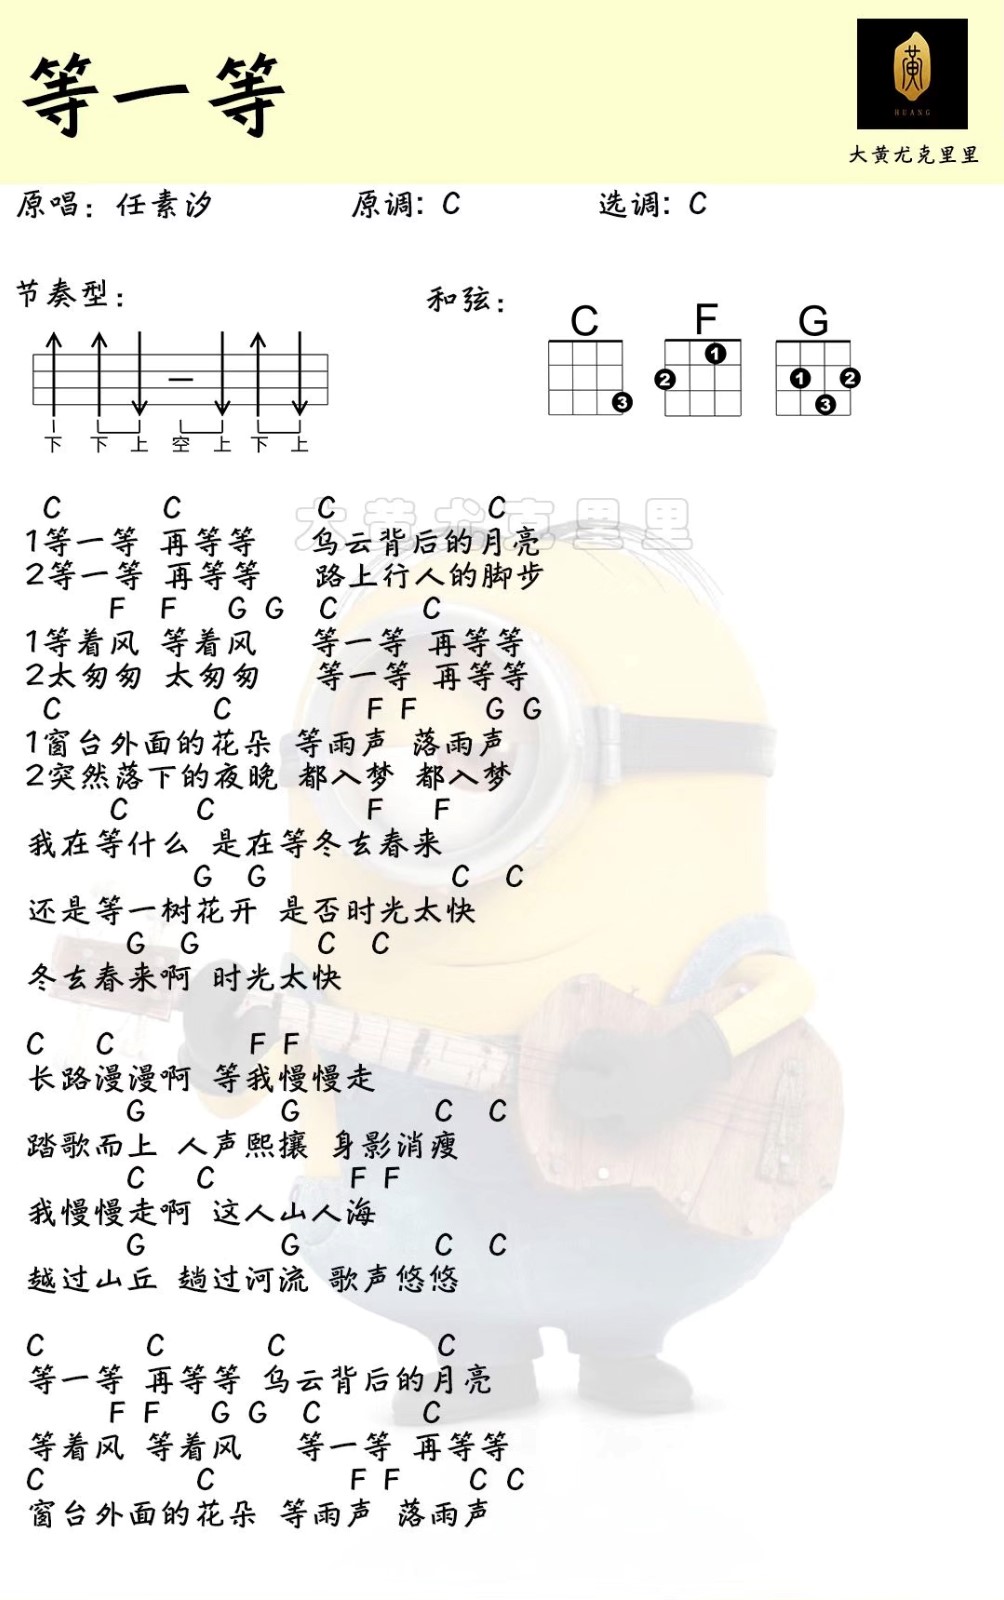 等一等
黄
HUANG
大黄尤克里里
原唱：任素汐 原调: C 选调: C
节奏型：
和弦：
C F G
1 2 1 2 3 3
下 下 上 空 上 下 上
大黄尤克里里
C C C C
1等一等 再等等 乌云背后的月亮
2等一等 再等等 路上行人的脚步
F F G G C C
1等着风 等着风 等一等 再等等
2太匆匆 太匆匆 等一等 再等等
C C F F G G
1窗台外面的花朵 等雨声 落雨声
2突然落下的夜晚 都入梦 都入梦
C C F F
我在等什么 是在等冬去春来
G G C C
还是等一树花开 是否时光太快
G G C C
冬去春来啊 时光太快
C C F F
长路漫漫啊 等我慢慢走
G G C C
踏歌而上 人声熙攘 身影消瘦
C C F F
我慢慢走啊 这人山人海
G G C C
越过山丘 趟过河流 歌声悠悠
C C C C
等一等 再等等 乌云背后的月亮
F F G G C C
等着风 等着风 等一等 再等等
C C F F C C
窗台外面的花朵 等雨声 落雨声